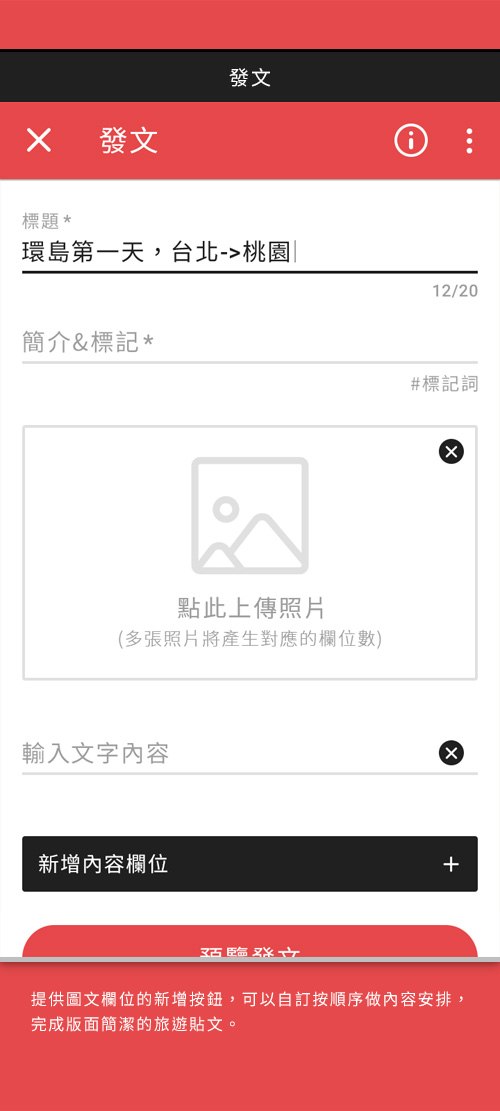 發文
發文
標題*
環島第一天，台北->桃園
12/20
簡介&標記*
#標記詞
點此上傳照片
(多張照片將產生對應的欄位數)
輸入文字內容
新增內容欄位
預覽發文
提供圖文欄位的新增按鈕，可以自訂按順序做內容安排，
完成版面簡潔的旅遊貼文。